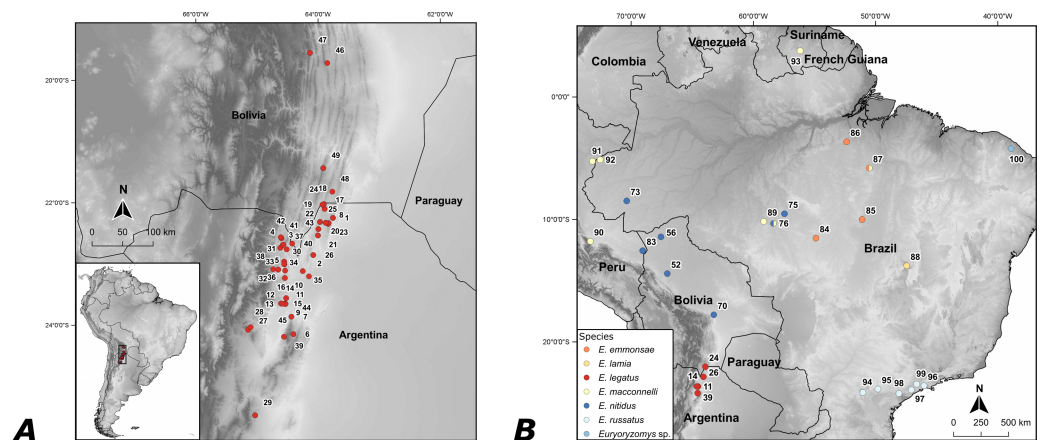 66°0'0"W 64°0'0"W 62°0'0"W
47
46
20°0'0"S
Bolivia
49
48
24 18 17
19
22 25 8 1
42 41 43 20 23
4 3 37
40 21
31 30 26
38 33 5 34 2
32 36 35
16 14 10
12 11
13 15 44
28 9
27 45 7
6
39
29
22°0'0"S
24°0'0"S
N
0 50 100 km
Paraguay
Argentina
A
70°0'0"W 60°0'0"W 50°0'0"W 40°0'0"W
Suriname
Venezuela
93
French Guiana
Colombia
0°0'0"
86
87
100
91
92
73
75
89
76
85
10°0'0"S
90
83
56
84
Brazil
88
Peru
52
Bolivia
70
20°0'0"S
Paraguay
24
26
14
11
39
Argentina
94 95 98 99 96
97
Species
E. emmonsae
E. lamia
E. legatus
E. macconnelli
E. nitidus
E. russatus
Euryoryzomys sp.
N
0 250 500 km
B